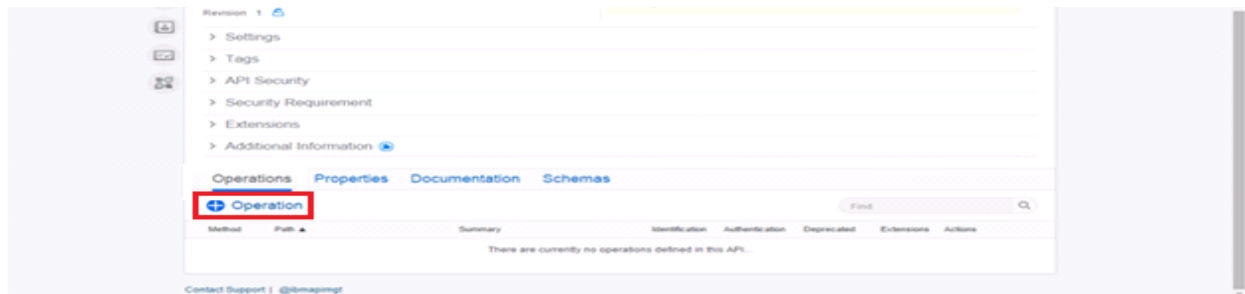 Revision 1
> Settings
> Tags
> API Security
> Security Requirement
> Extensions
> Additional Information
Operations Properties Documentation Schemas
Operation Find
Method Path ▲ Summary Identification Authentication Deprecated Extensions Actions
There are currently no operations defined in this API...
Contact Support | @ibmapimgt